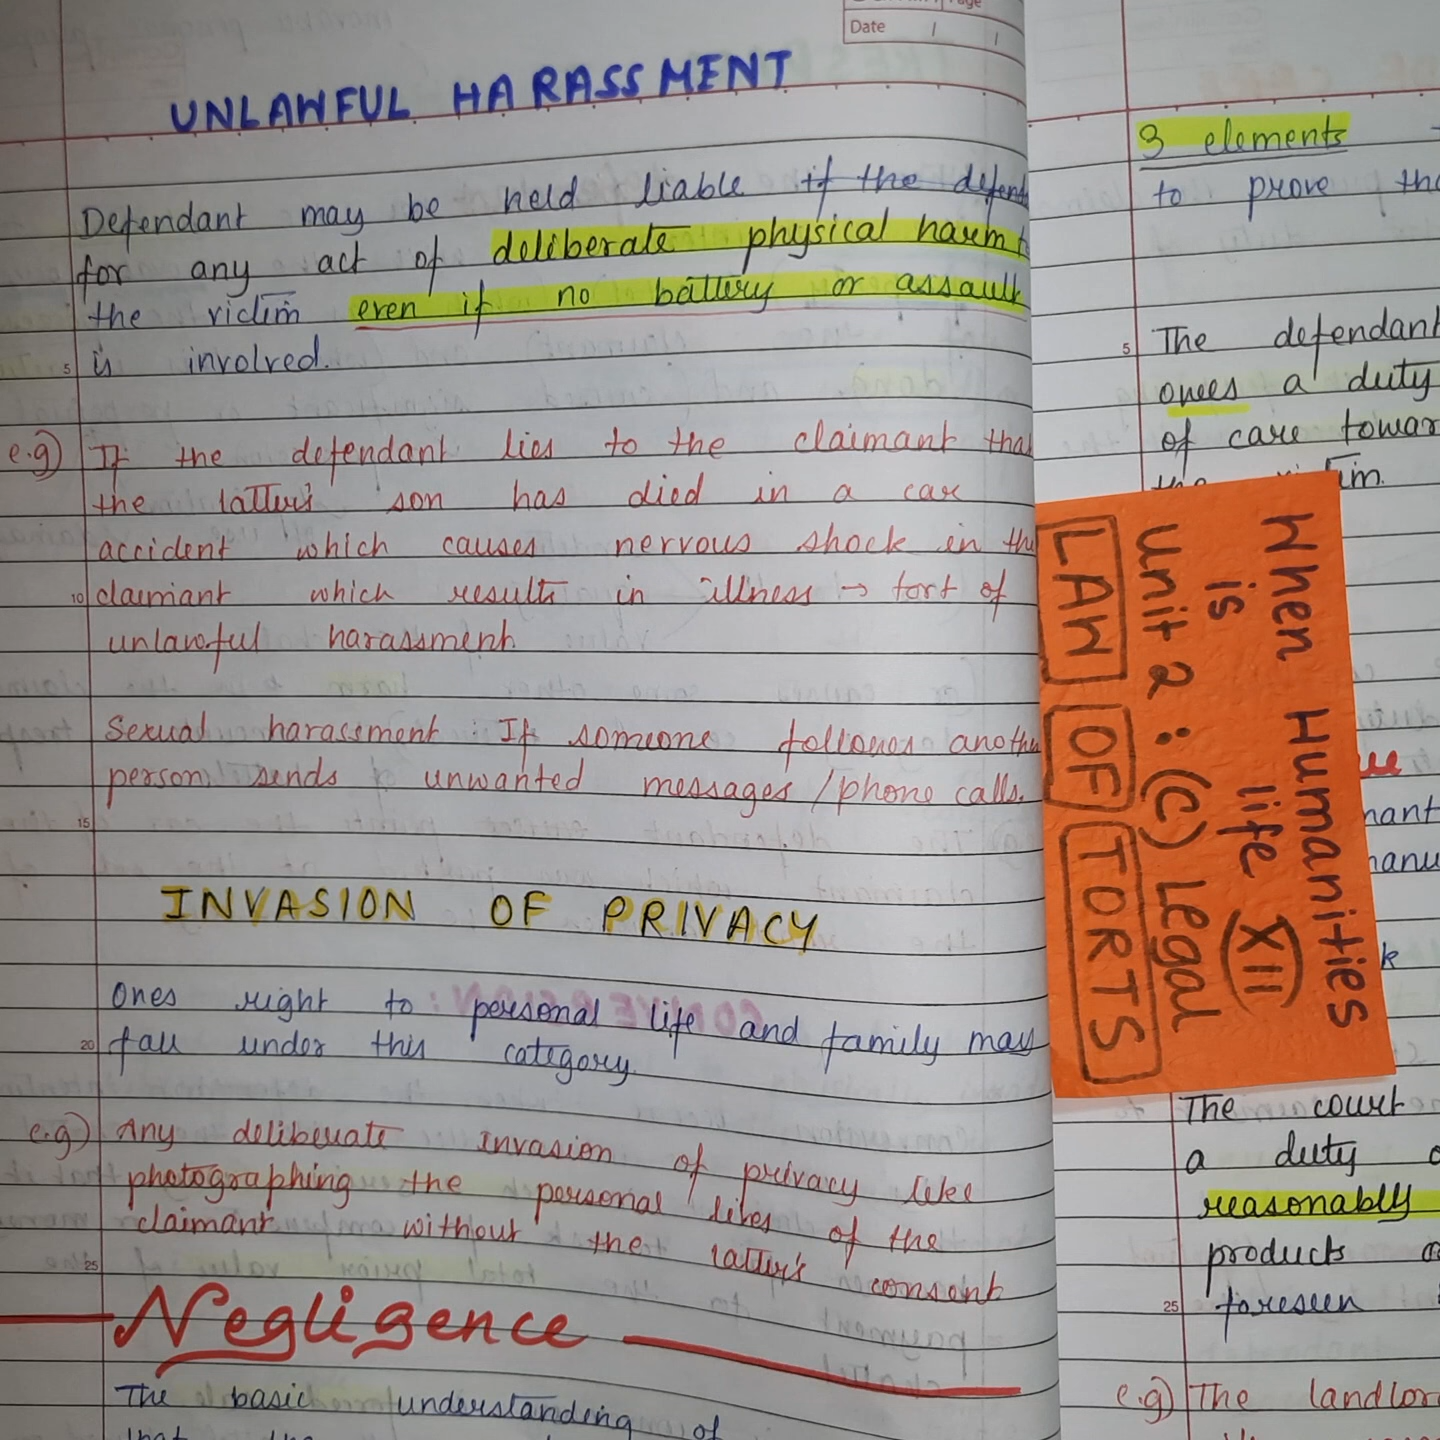 Date
UNLAWFUL HARASSMENT
Defendant may be held liable if the
for any act of deliberate physical harm
the victim even if no battery or assault
5 is involved.
e.g) If the defendant lies to the claimant that
the latter's son has died in a car
accident which causes nervous shock in the
10 claimant which results in illness → tort of
unlawful harassment.
Sexual harassment : If someone follows
person, sends unwanted messages / phone calls.
15
INVASION OF PRIVACY
Ones right to personal life and family may
20 fall under this category.
e.g) Any deliberate invasion of privacy like
photographing the personal lives of the
claimant without the latter's consent
25
Negligence
The basic understanding of
3 elements
to prove
5 The defendant
owes a duty
of care
The court
a duty
reasonably
products
25 foreseen
e.g) The
When Humanities
is life XII
Unit 2 : (C) Legal
LAW OF TORTS